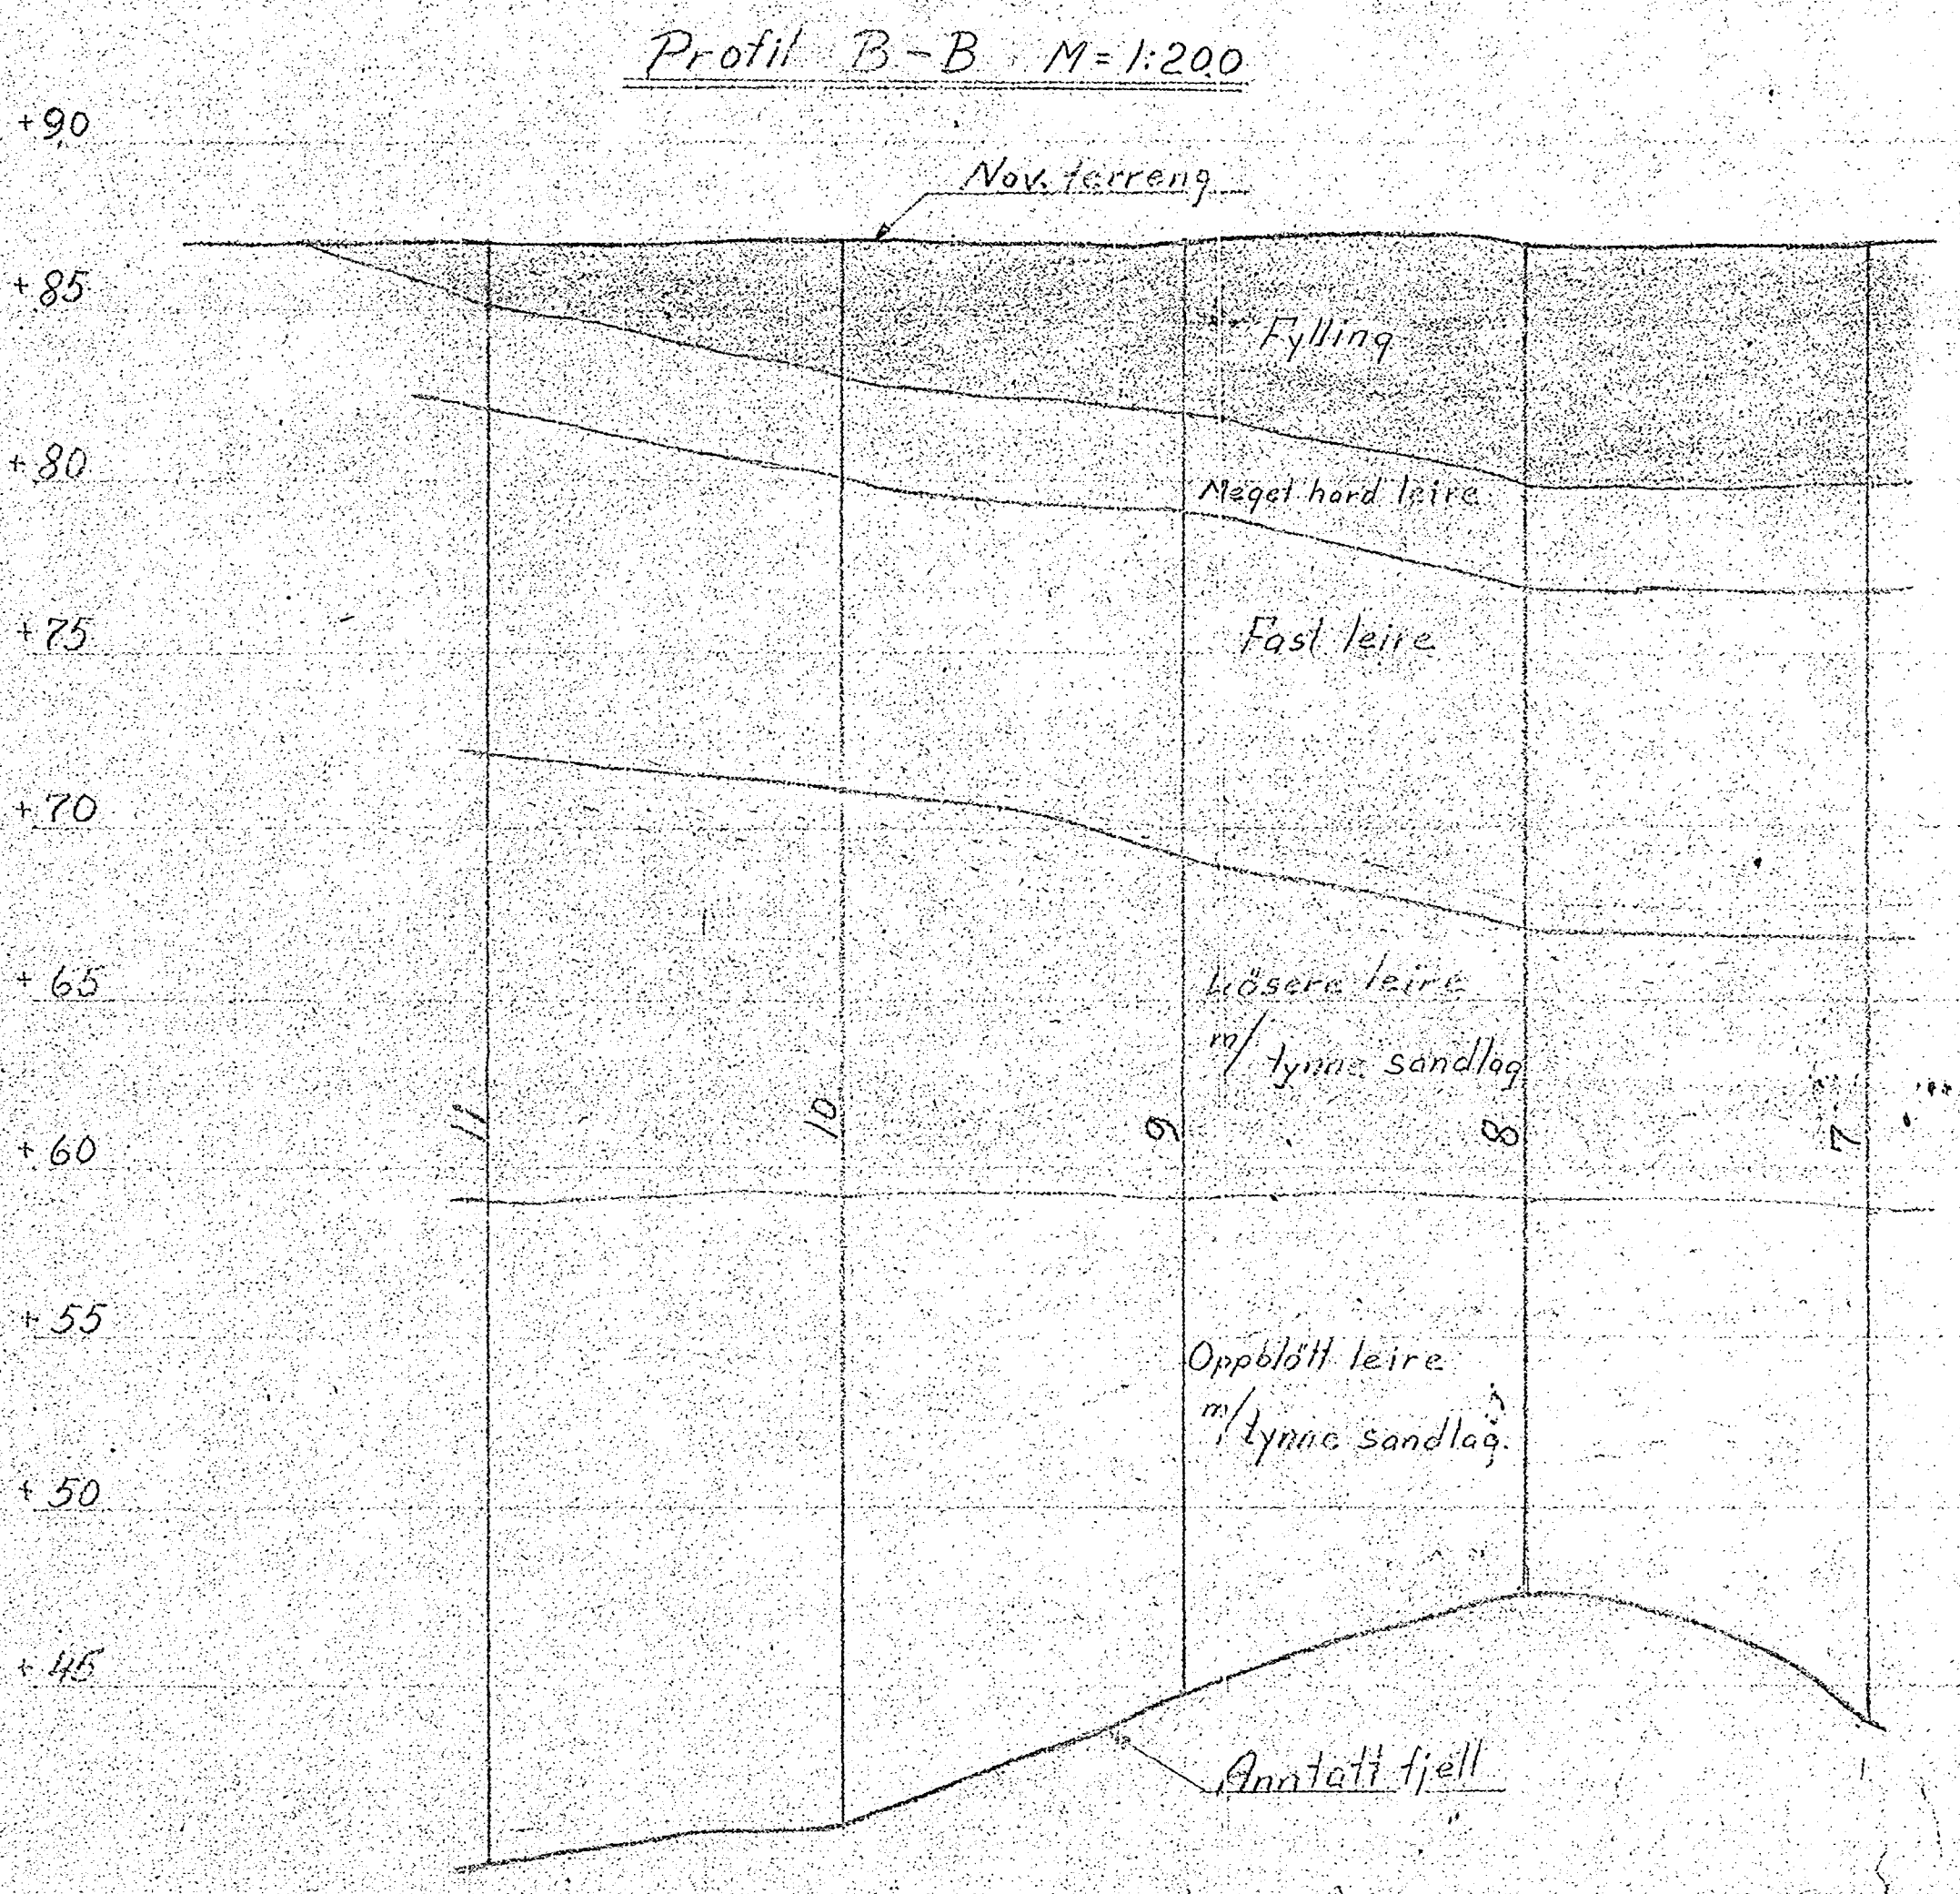 Profil B-B M=1:200
+90
Nov. terreng
+85
Fylling
+80
Meget hard leire
+75
Fast leire
+70
+65
Lösere leire
m/ tynne sandlag
11 10 9 8 7
+60
+55
Oppblött leire
m/ tynne sandlag.
+50
+45
Anntatt fjell